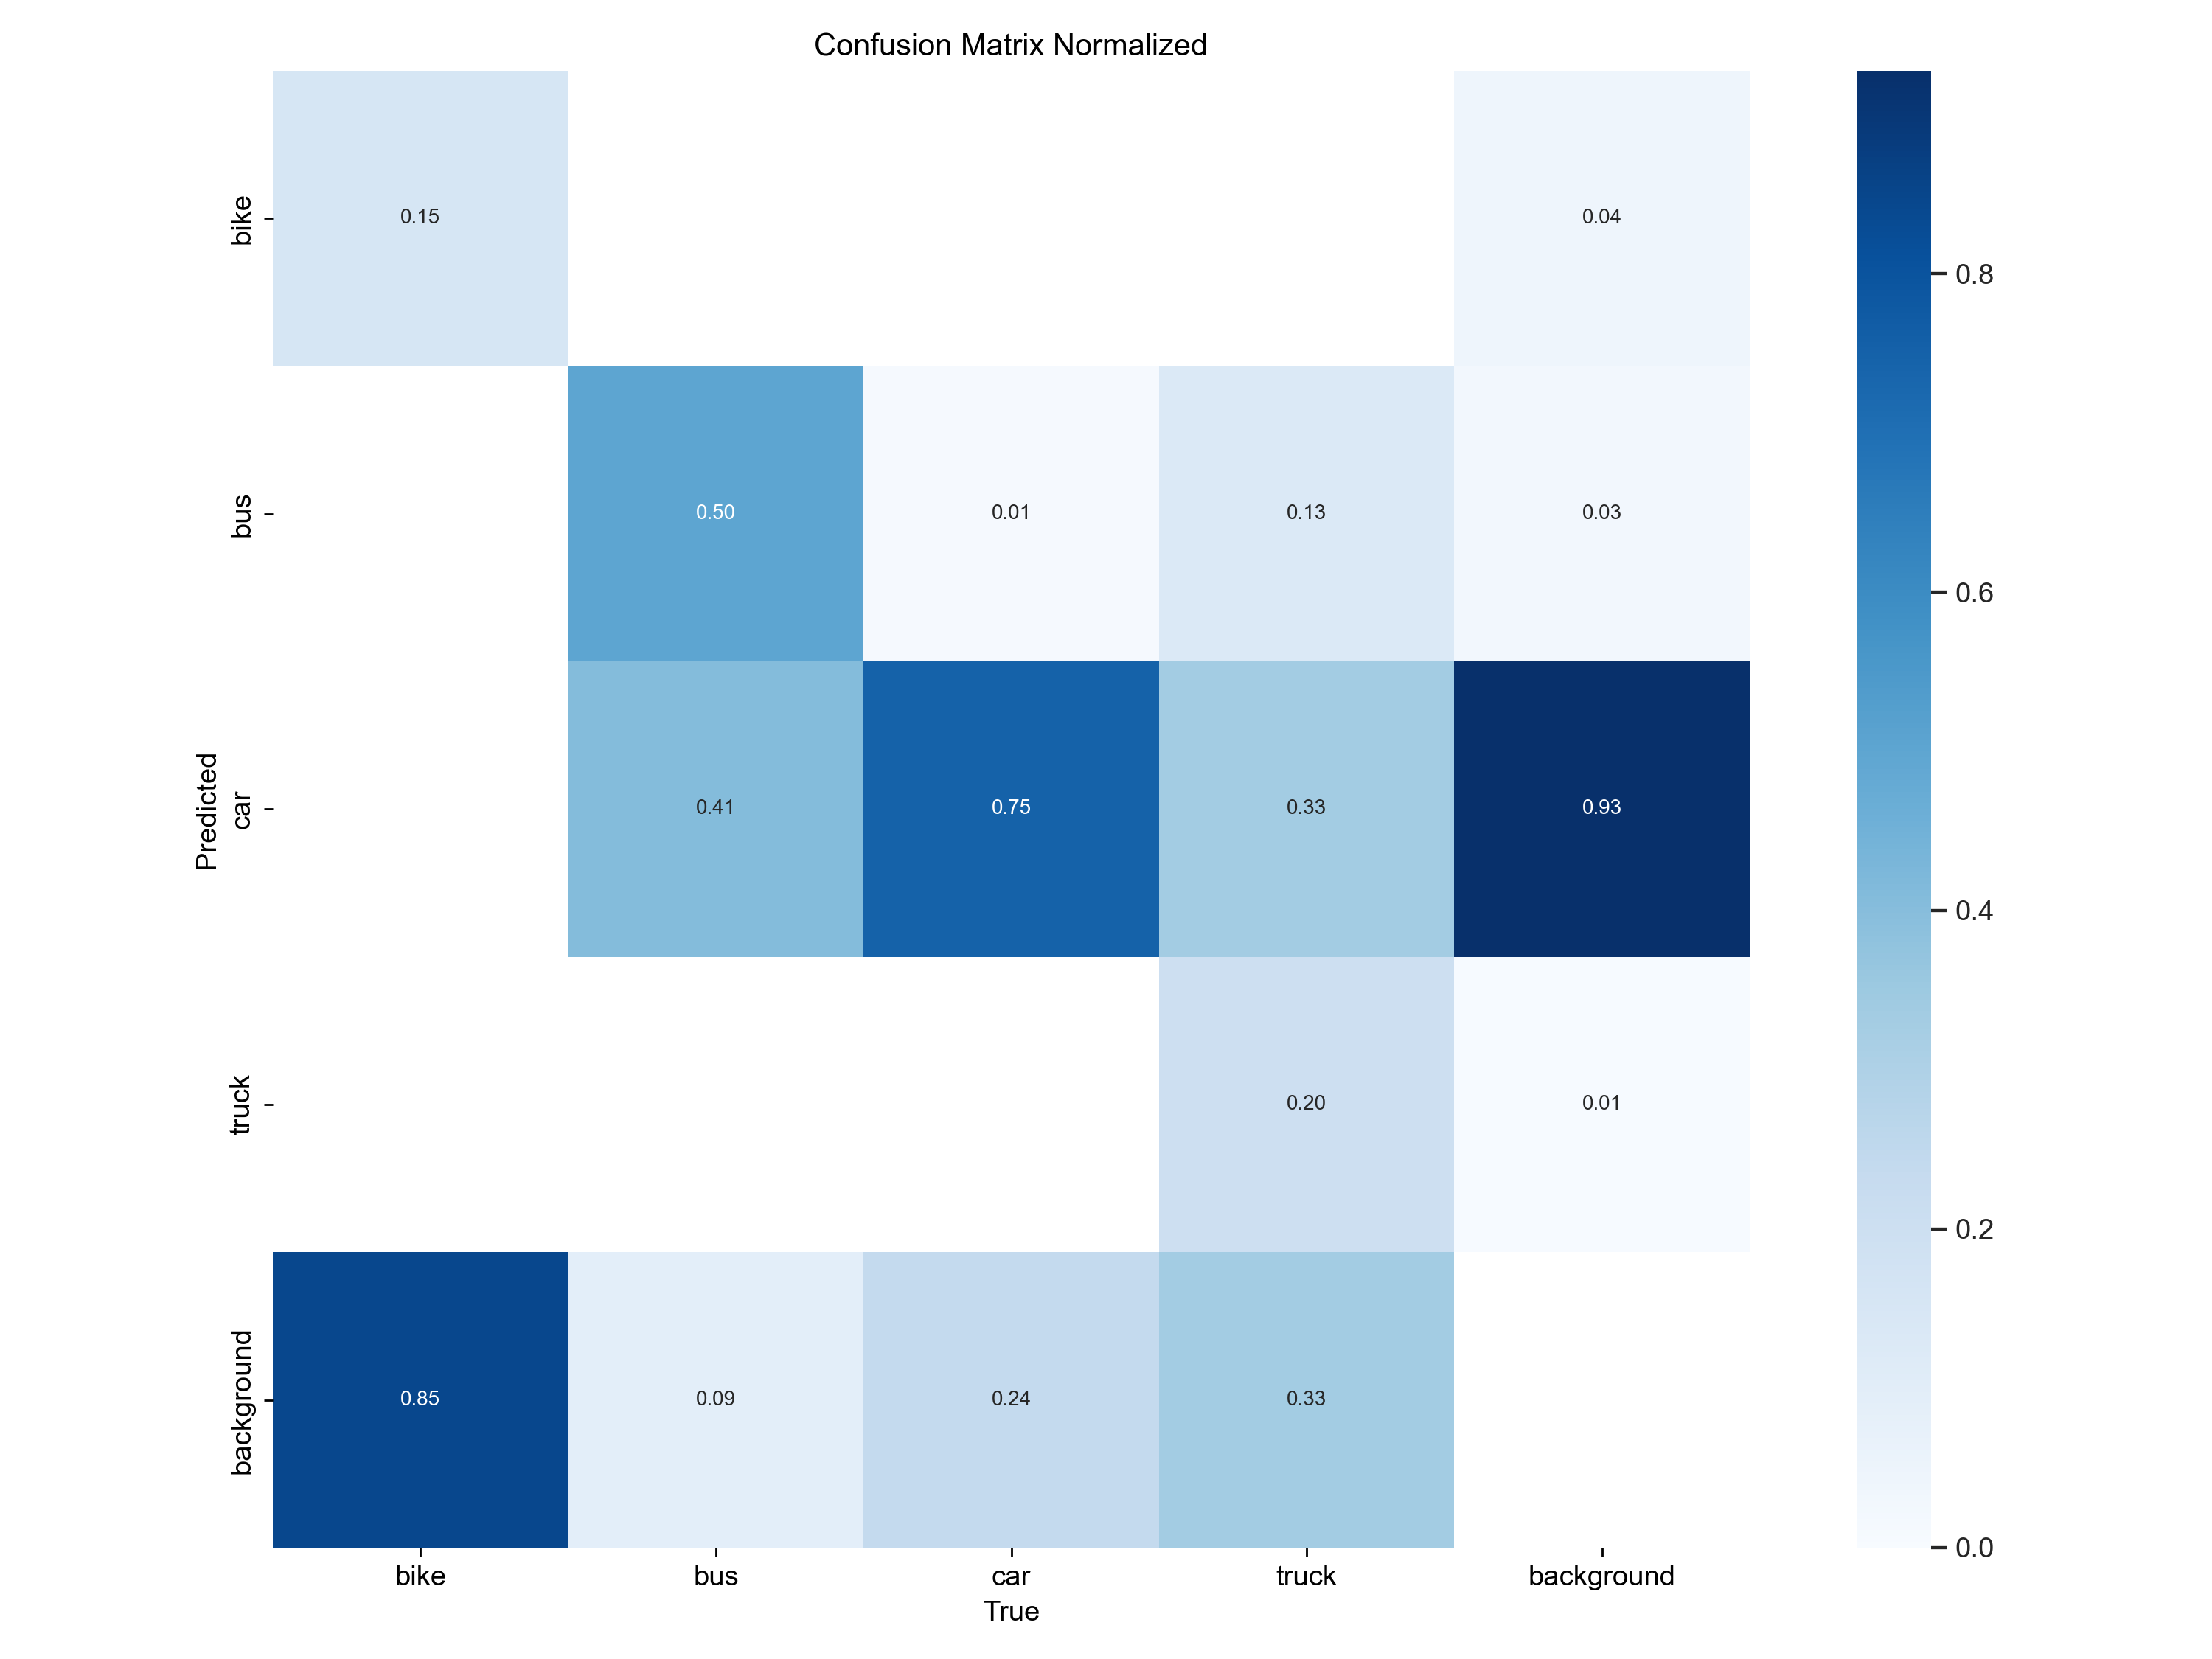 Confusion Matrix Normalized
bike
0.15
0.04
0.8
bus
0.50
0.01
0.13
0.03
0.6
Predicted
car
0.41
0.75
0.33
0.93
0.4
truck
0.20
0.01
0.2
background
0.85
0.09
0.24
0.33
0.0
bike
bus
car
truck
background
True